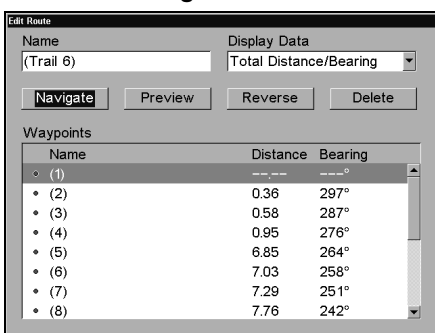 Edit Route
Name Display Data
(Trail 6) Total Distance/Bearing
Navigate Preview Reverse Delete
Waypoints
Name Distance Bearing
(1) --.-- ---°
(2) 0.36 297°
(3) 0.58 287°
(4) 0.95 276°
(5) 6.85 264°
(6) 7.03 258°
(7) 7.29 251°
(8) 7.76 242°